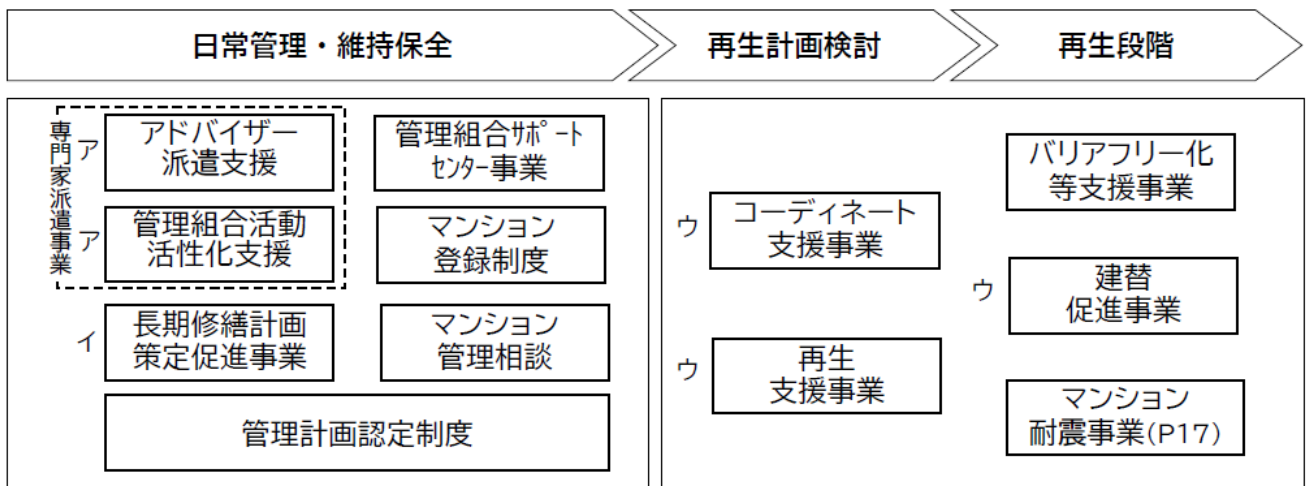 日常管理・維持保全
再生計画検討
再生段階
専門家派遣事業
ア
アドバイザー
派遣支援
ア
管理組合活動
活性化支援
イ
長期修繕計画
策定促進事業
管理組合サポート
センター事業
マンション
登録制度
マンション
管理相談
管理計画認定制度
ウ
コーディネート
支援事業
ウ
再生
支援事業
バリアフリー化
等支援事業
ウ
建替
促進事業
マンション
耐震事業(P17)